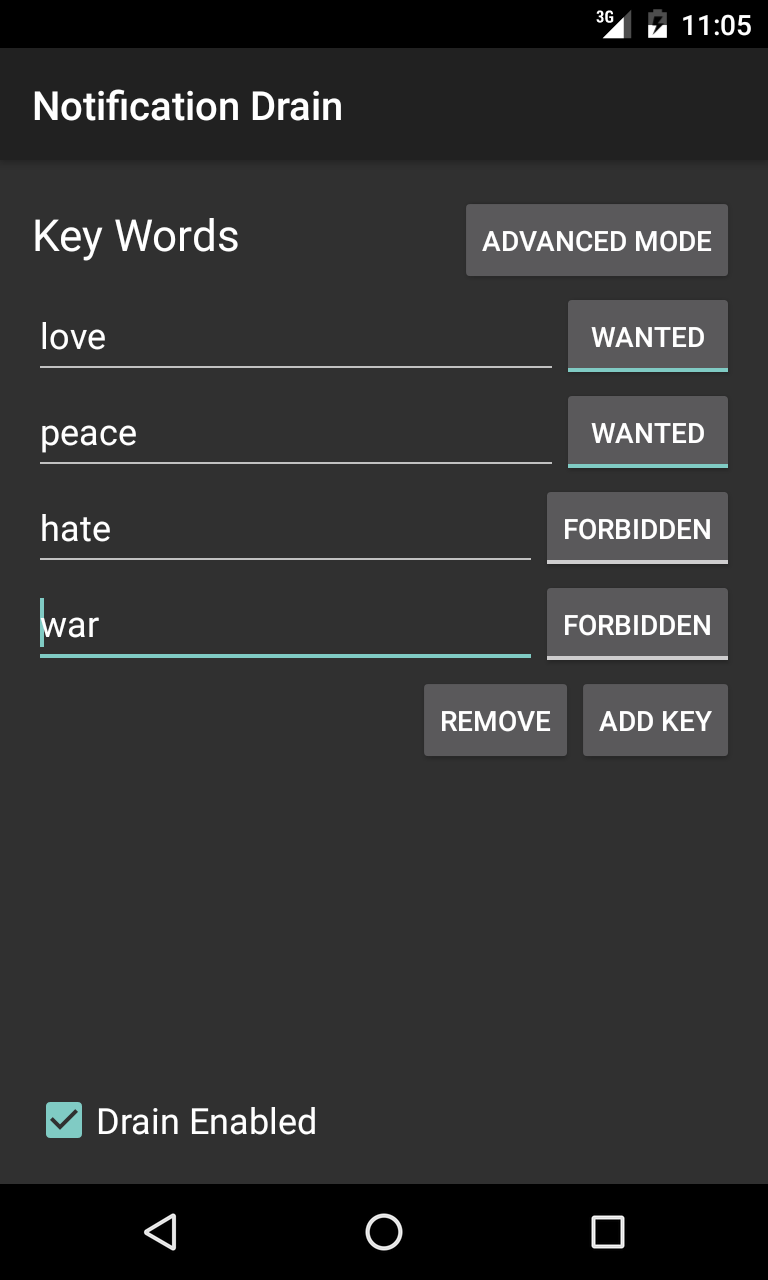 3G 11:05
Notification Drain
Key Words ADVANCED MODE
love WANTED
peace WANTED
hate FORBIDDEN
war FORBIDDEN
REMOVE ADD KEY
Drain Enabled